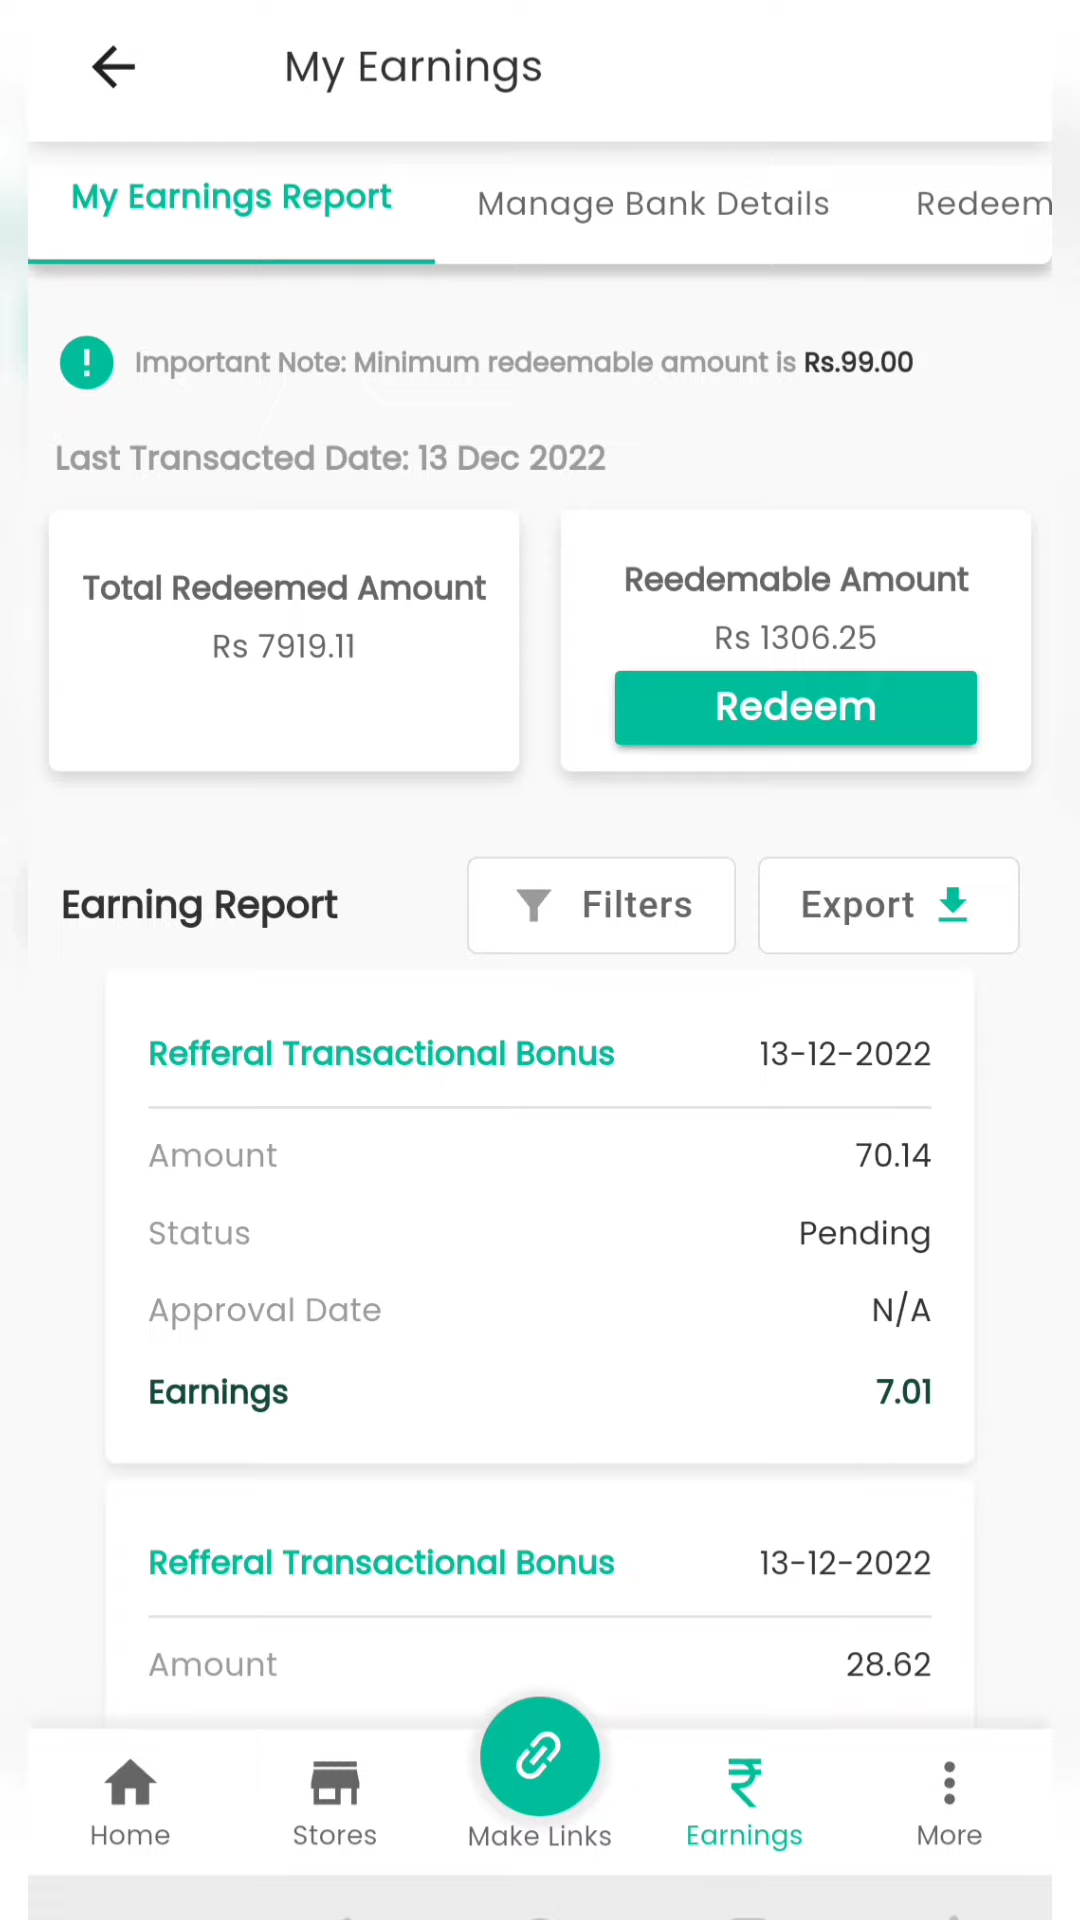 My Earnings
My Earnings Report
Manage Bank Details
Redeem
! Important Note: Minimum redeemable amount is Rs.99.00
Last Transacted Date: 13 Dec 2022
Total Redeemed Amount
Rs 7919.11
Reedemable Amount
Rs 1306.25
Redeem
Earning Report
Filters
Export
Refferal Transactional Bonus 13-12-2022
Amount 70.14
Status Pending
Approval Date N/A
Earnings 7.01
Refferal Transactional Bonus 13-12-2022
Amount 28.62
Home
Stores
Make Links
₹
Earnings
More